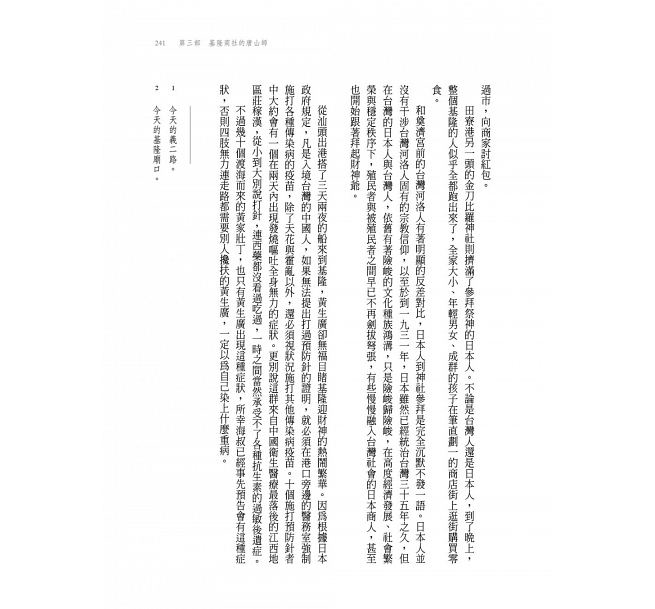 241　第三部　基隆商社的唐山師
過市，向商家討紅包。
田寮港另一頭的金刀比羅神社則擠滿了參拜祭神的日本人。不論是台灣人還是日本人，到了晚上，
整個基隆的人似乎全都跑出來了，全家大小、年輕男女、成群的孩子在筆直劃一的商店街上逛街購買零
食。
和奠濟宮前的台灣河洛人有著明顯的反差對比，日本人到神社參拜是完全沉默不發一語。日本人並
沒有干涉台灣河洛人固有的宗教信仰，以至於到一九三一年，日本雖然已經統治台灣三十五年之久，但
在台灣的日本人與台灣人，依舊有著險峻的文化種族鴻溝，只是險峻歸險峻，在高度經濟發展、社會繁
榮與穩定秩序下，殖民者與被殖民者之間早已不再劍拔弩張，有些慢慢融入台灣社會的日本商人，甚至
也開始跟著拜起財神爺。
從汕頭出港搭了三天兩夜的船來到基隆，黃生廣卻無福目睹基隆迎財神的熱鬧繁華。因為根據日本
政府規定，凡是入境台灣的中國人，如果無法提出打過預防針的證明，就必須在港口旁邊的醫務室強制
施打各種傳染病的疫苗，除了天花與霍亂以外，還必須視狀況施打其他傳染病疫苗。十個施打預防針者
中大約會有一個在兩天內出現發燒嘔吐全身無力的症狀。更別說這群來自中國衛生醫療最落後的江西地
區莊稼漢，從小到大別說打針，連西藥都沒看過吃過，一時之間當然承受不了各種抗生素的過敏後遺症。
不過幾十個渡海而來的黃家壯丁，也只有黃生廣出現這種症狀，所幸海叔已經事先預告會有這種症
狀，否則四肢無力連走路都需要別人攙扶的黃生廣，一定以為自己染上什麼重病。
1　今天的義二路。
2　今天的基隆廟口。